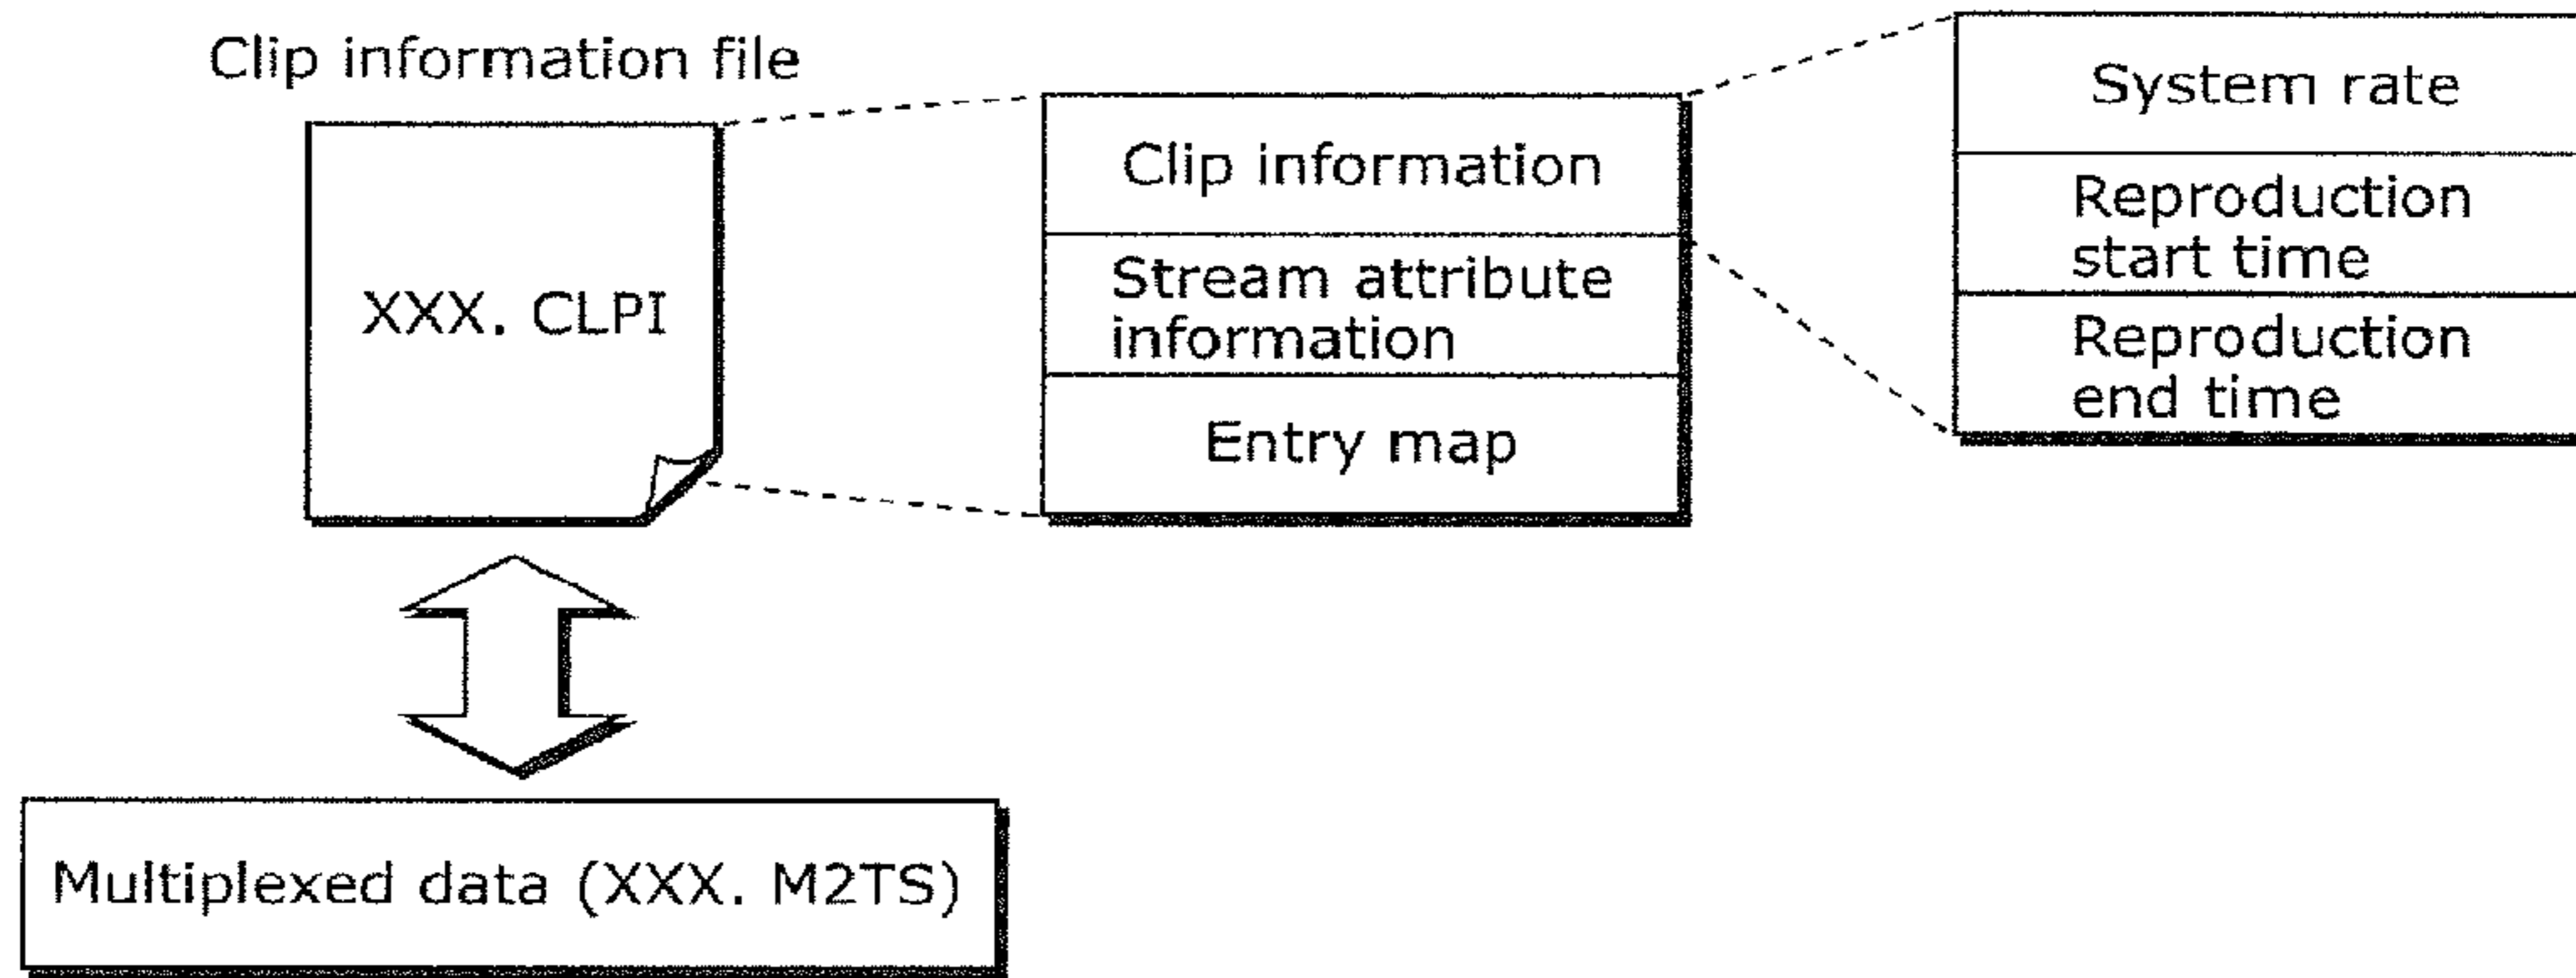 Clip information file
XXX. CLPI
Clip information
Stream attribute
information
Entry map
System rate
Reproduction
start time
Reproduction
end time
Multiplexed data (XXX. M2TS)